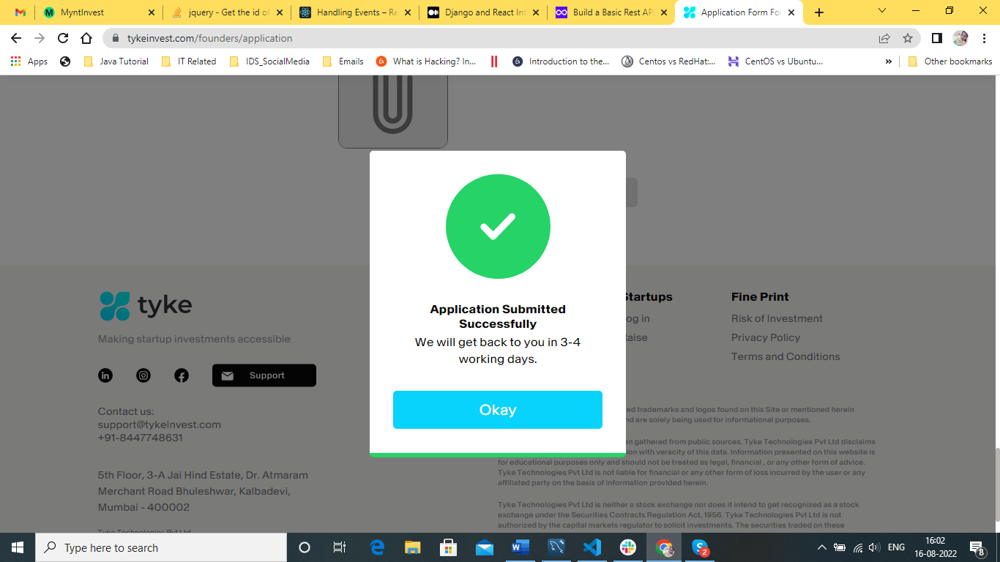 MyntInvest
jquery - Get the id of
Handling Events – Re
Django and React Int
Build a Basic Rest AP
Application Form For
tykeinvest.com/founders/application
Apps
Java Tutorial
IT Related
IDS_SocialMedia
Emails
What is Hacking? In...
Introduction to the...
Centos vs RedHat:...
CentOS vs Ubuntu...
»
Other bookmarks
Application Submitted
Successfully
We will get back to you in 3-4
working days.
Okay
tyke
Making startup investments accessible
Support
Contact us:
support@tykeinvest.com
+91-8447748631
5th Floor, 3-A Jai Hind Estate, Dr. Atmaram
Merchant Road Bhuleshwar, Kalbadevi,
Mumbai - 400002
Tyke Technologies Pvt Ltd
Startups
og in
Raise
Fine Print
Risk of Investment
Privacy Policy
Terms and Conditions
ed trademarks and logos found on this Site or mentioned herein
nd are solely being used for informational purposes.
an gathered from public sources. Tyke Technologies Pvt Ltd disclaims
ion with veracity of this data. Information presented on this website is
for educational purposes only and should not be treated as legal, financial , or any other form of advice.
Tyke Technologies Pvt Ltd is not liable for financial or any other form of loss incurred by the user or any
affiliated party on the basis of information provided herein.
Tyke Technologies Pvt Ltd is neither a stock exchange nor does it intend to get recognized as a stock
exchange under the Securities Contracts Regulation Act, 1956. Tyke Technologies Pvt Ltd is not
authorized by the capital markets regulator to solicit investments. The securities traded on these
Type here to search
ENG
16:02
16-08-2022
2
8